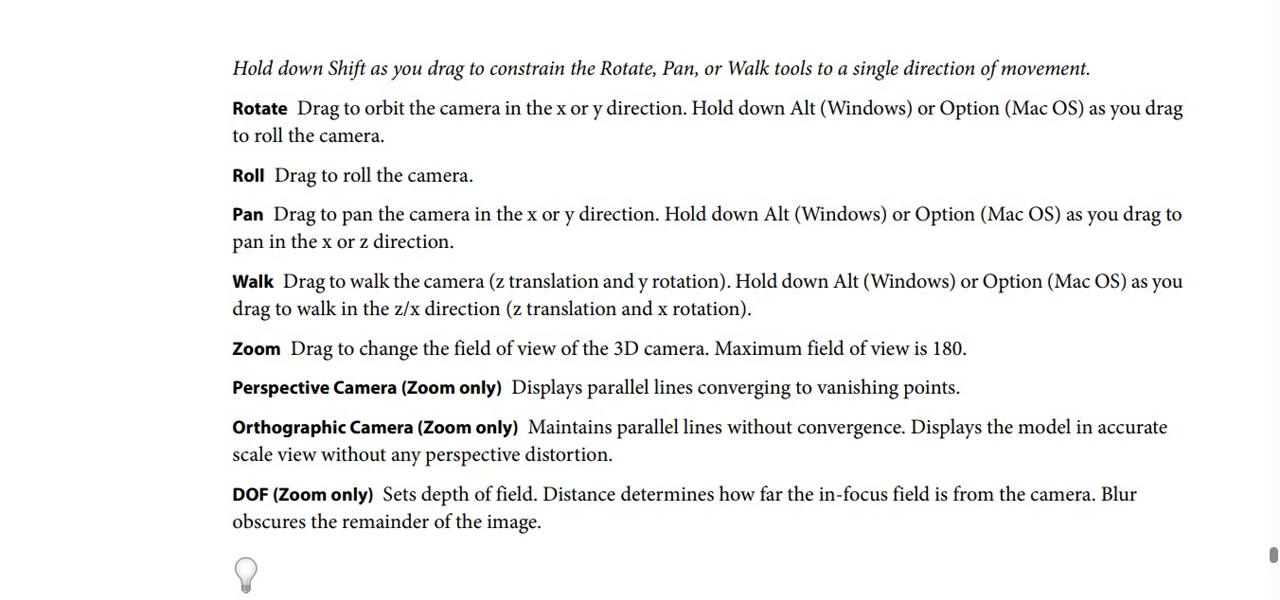 Hold down Shift as you drag to constrain the Rotate, Pan, or Walk tools to a single direction of movement.
Rotate Drag to orbit the camera in the x or y direction. Hold down Alt (Windows) or Option (Mac OS) as you drag
to roll the camera.
Roll Drag to roll the camera.
Pan Drag to pan the camera in the x or y direction. Hold down Alt (Windows) or Option (Mac OS) as you drag to
pan in the x or z direction.
Walk Drag to walk the camera (z translation and y rotation). Hold down Alt (Windows) or Option (Mac OS) as you
drag to walk in the z/x direction (z translation and x rotation).
Zoom Drag to change the field of view of the 3D camera. Maximum field of view is 180.
Perspective Camera (Zoom only) Displays parallel lines converging to vanishing points.
Orthographic Camera (Zoom only) Maintains parallel lines without convergence. Displays the model in accurate
scale view without any perspective distortion.
DOF (Zoom only) Sets depth of field. Distance determines how far the in-focus field is from the camera. Blur
obscures the remainder of the image.